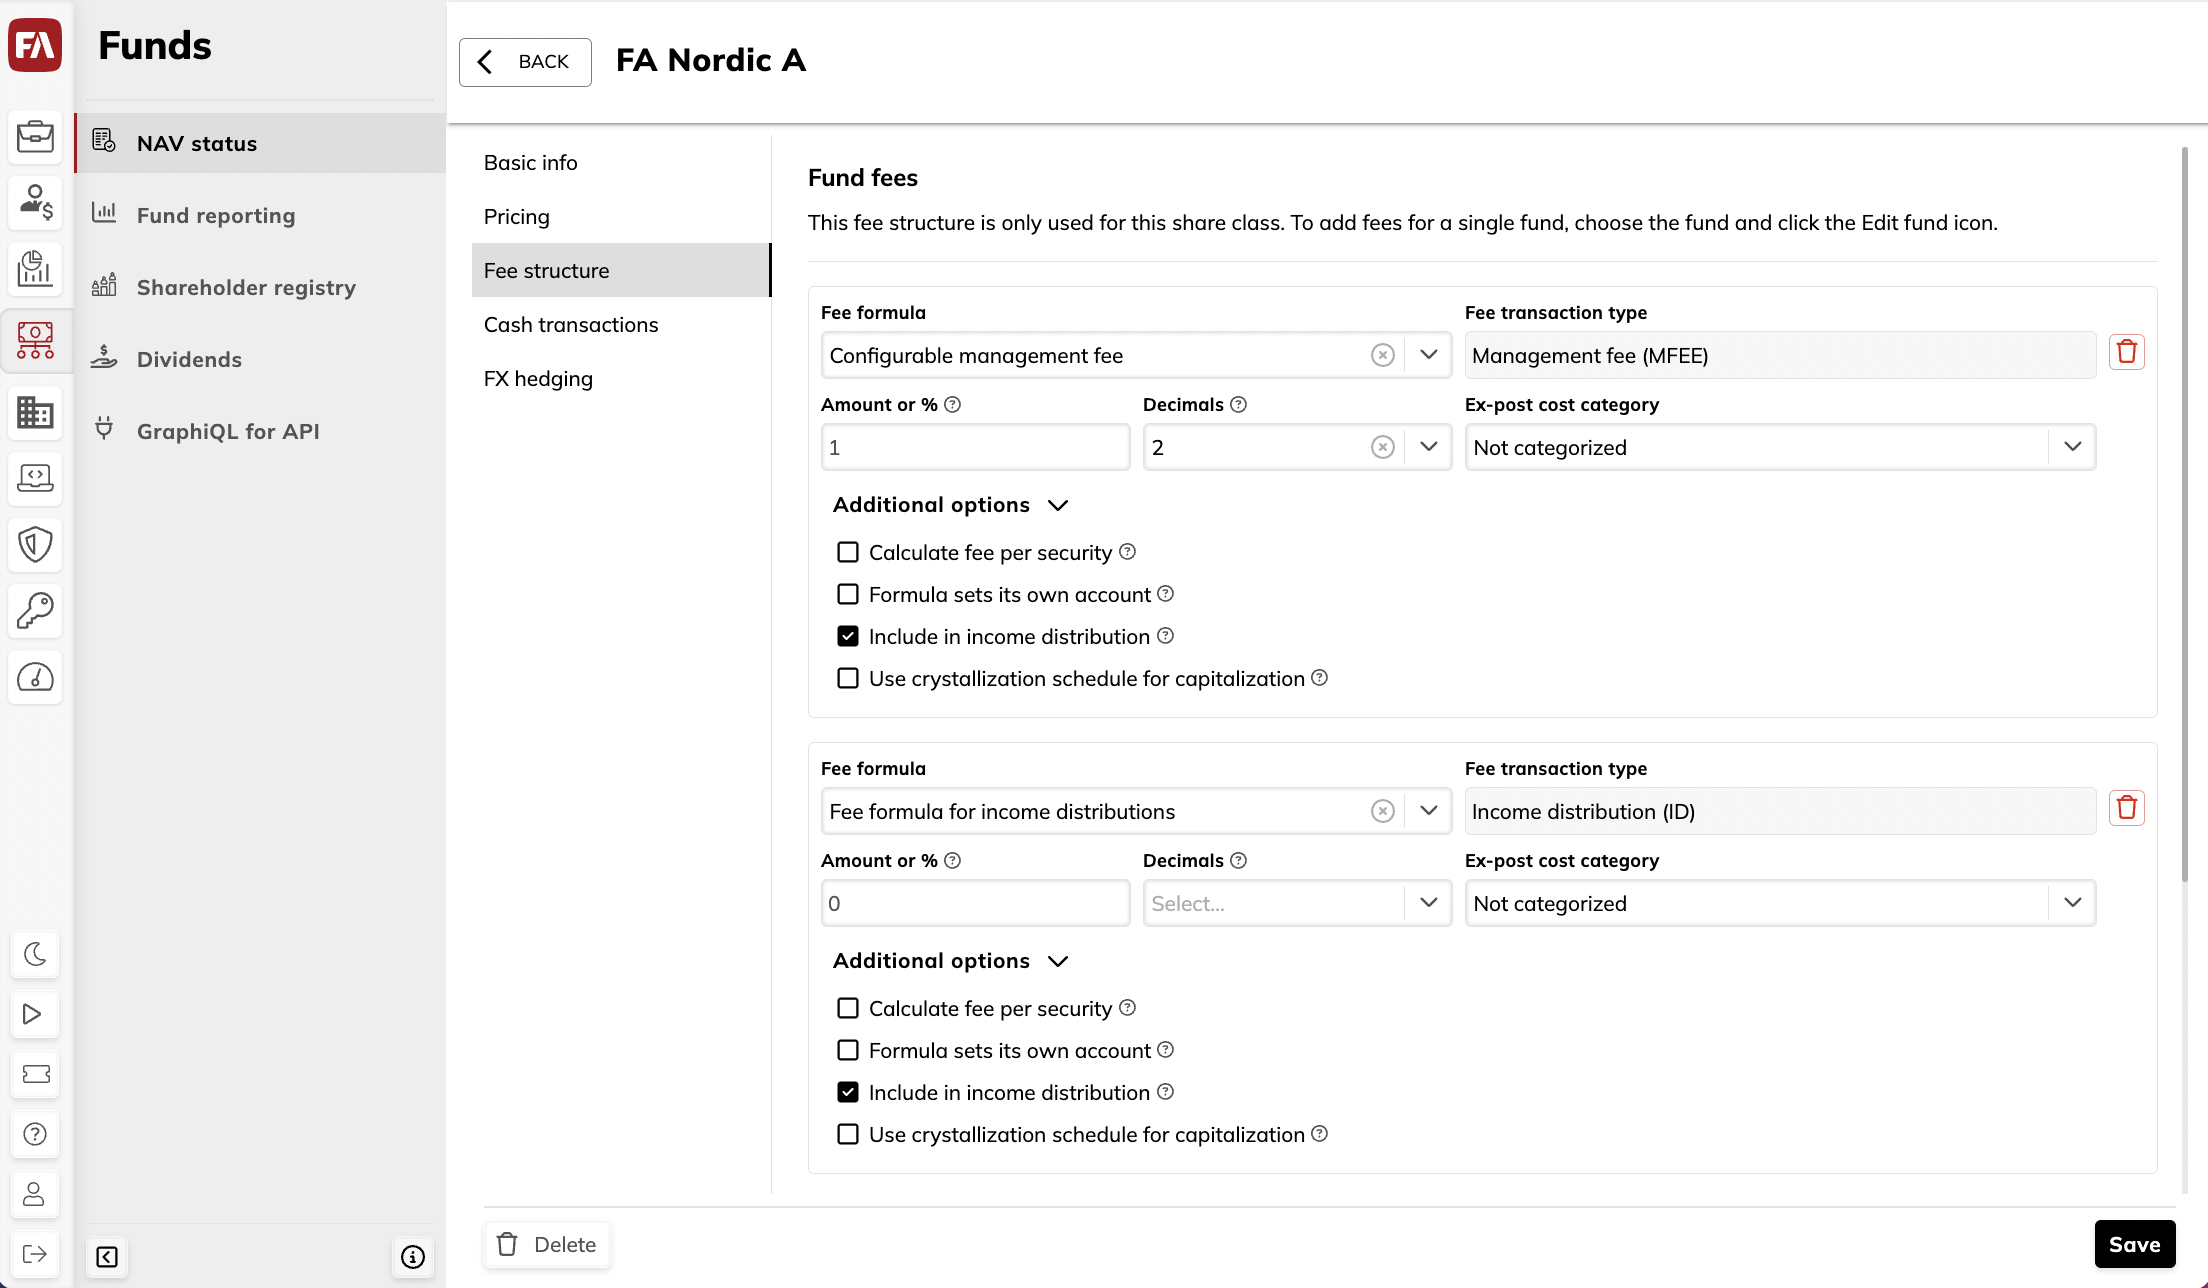 FA
Funds
NAV status
Fund reporting
Shareholder registry
Dividends
GraphiQL for API
BACK
FA Nordic A
Basic info
Pricing
Fee structure
Cash transactions
FX hedging
Fund fees
This fee structure is only used for this share class. To add fees for a single fund, choose the fund and click the Edit fund icon.
Fee formula
Fee transaction type
Configurable management fee
Management fee (MFEE)
Amount or %
Decimals
Ex-post cost category
1
2
Not categorized
Additional options
Calculate fee per security
Formula sets its own account
Include in income distribution
Use crystallization schedule for capitalization
Fee formula
Fee transaction type
Fee formula for income distributions
Income distribution (ID)
Amount or %
Decimals
Ex-post cost category
0
Select...
Not categorized
Additional options
Calculate fee per security
Formula sets its own account
Include in income distribution
Use crystallization schedule for capitalization
Delete
Save